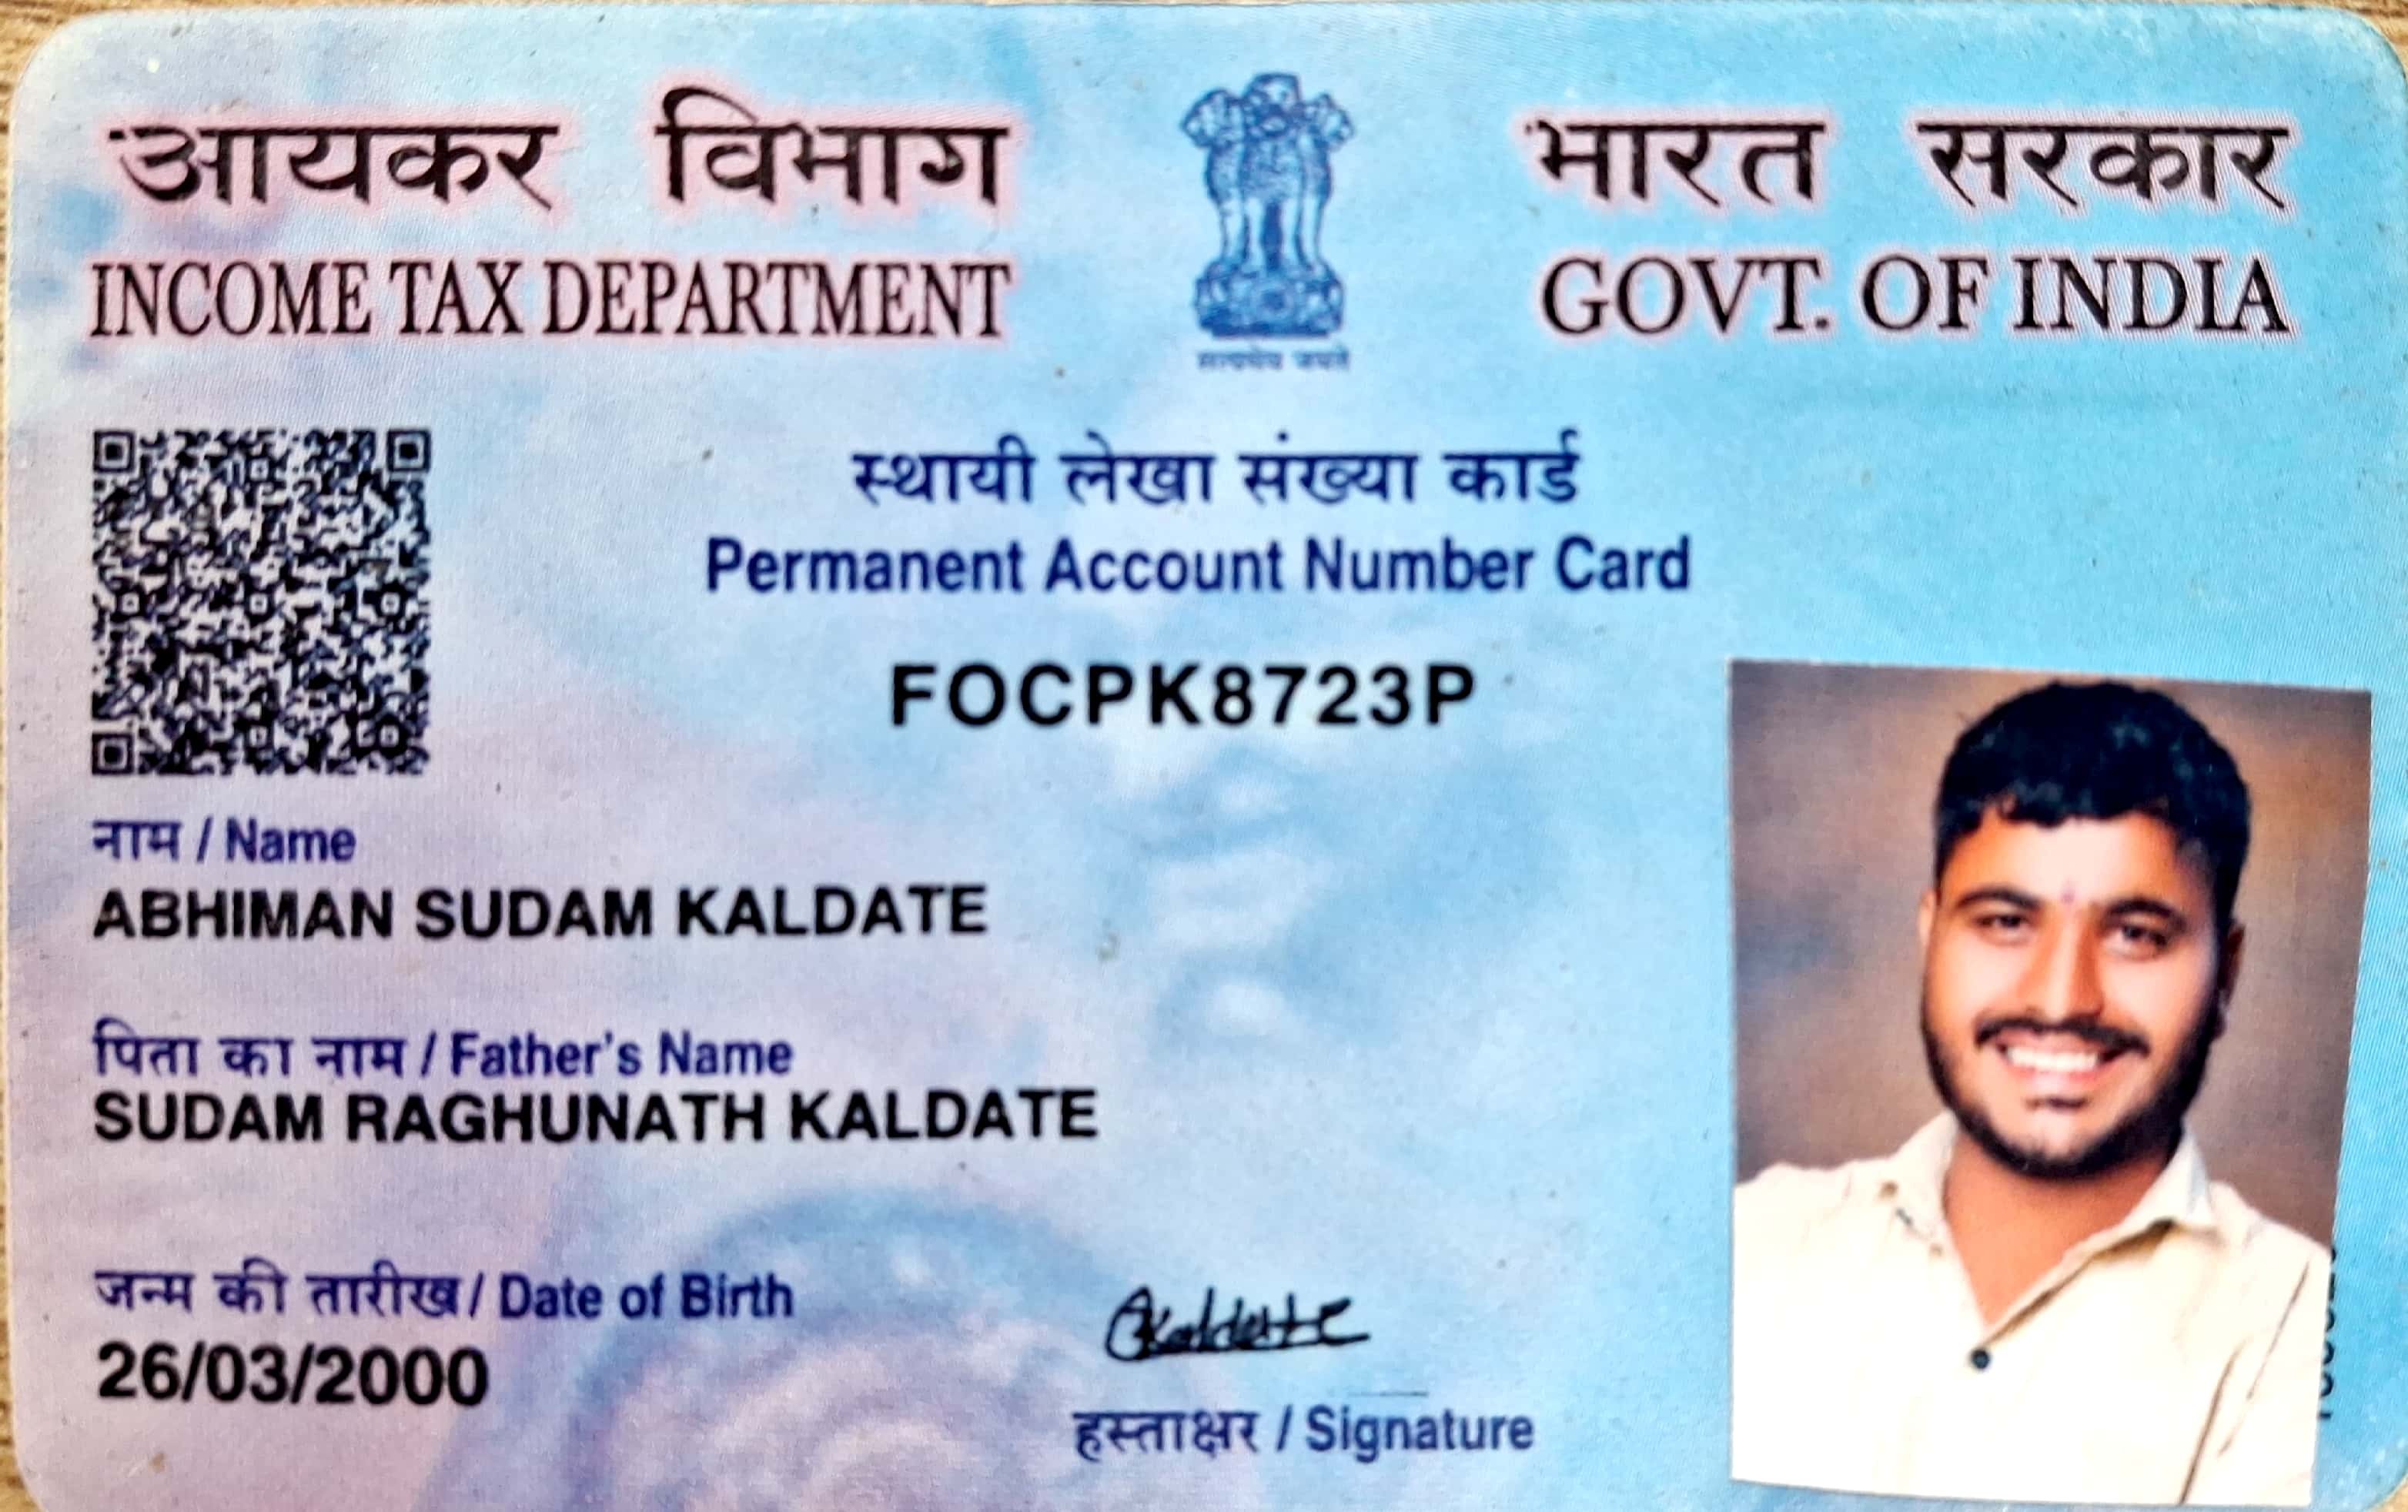 आयकर विभाग
INCOME TAX DEPARTMENT
भारत सरकार
GOVT. OF INDIA
सत्यमेव जयते
स्थायी लेखा संख्या कार्ड
Permanent Account Number Card
FOCPK8723P
नाम / Name
ABHIMAN SUDAM KALDATE
पिता का नाम / Father's Name
SUDAM RAGHUNATH KALDATE
जन्म की तारीख / Date of Birth
26/03/2000
हस्ताक्षर / Signature